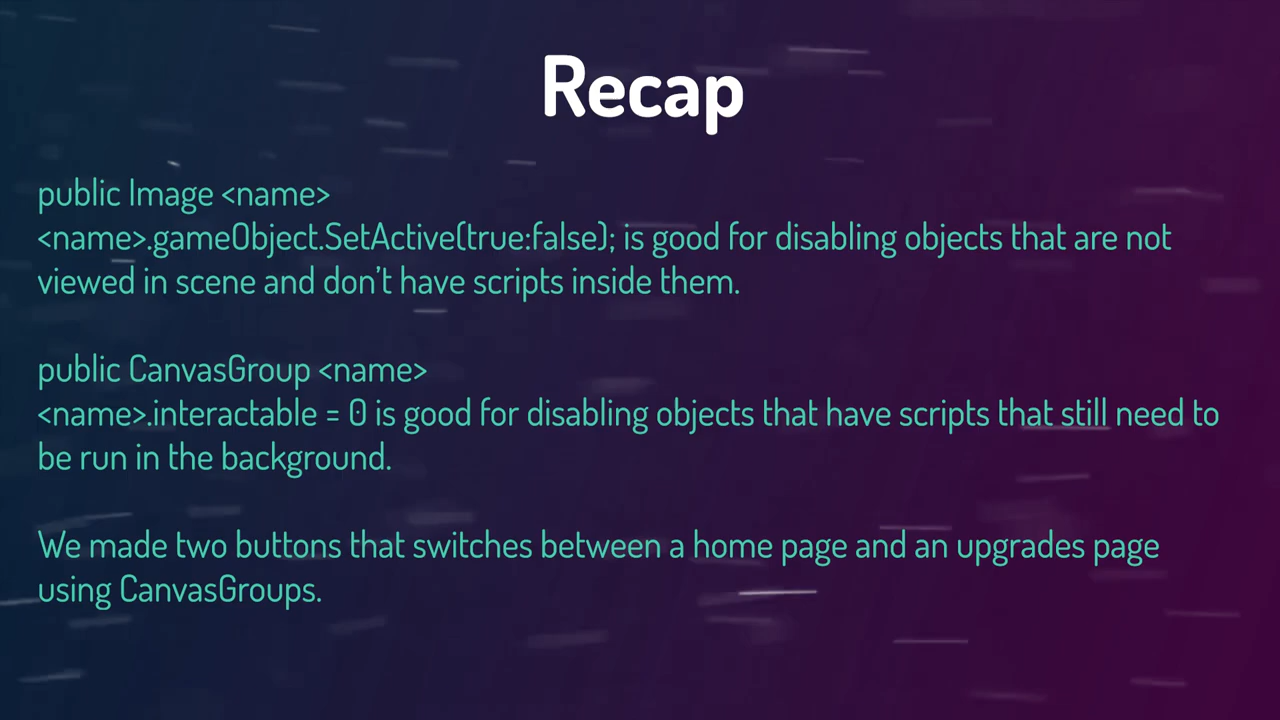 Recap
public Image <name>
<name>.gameObject.SetActive(true:false); is good for disabling objects that are not
viewed in scene and don't have scripts inside them.
public CanvasGroup <name>
<name>.interactable = 0 is good for disabling objects that have scripts that still need to
be run in the background.
We made two buttons that switches between a home page and an upgrades page
using CanvasGroups.